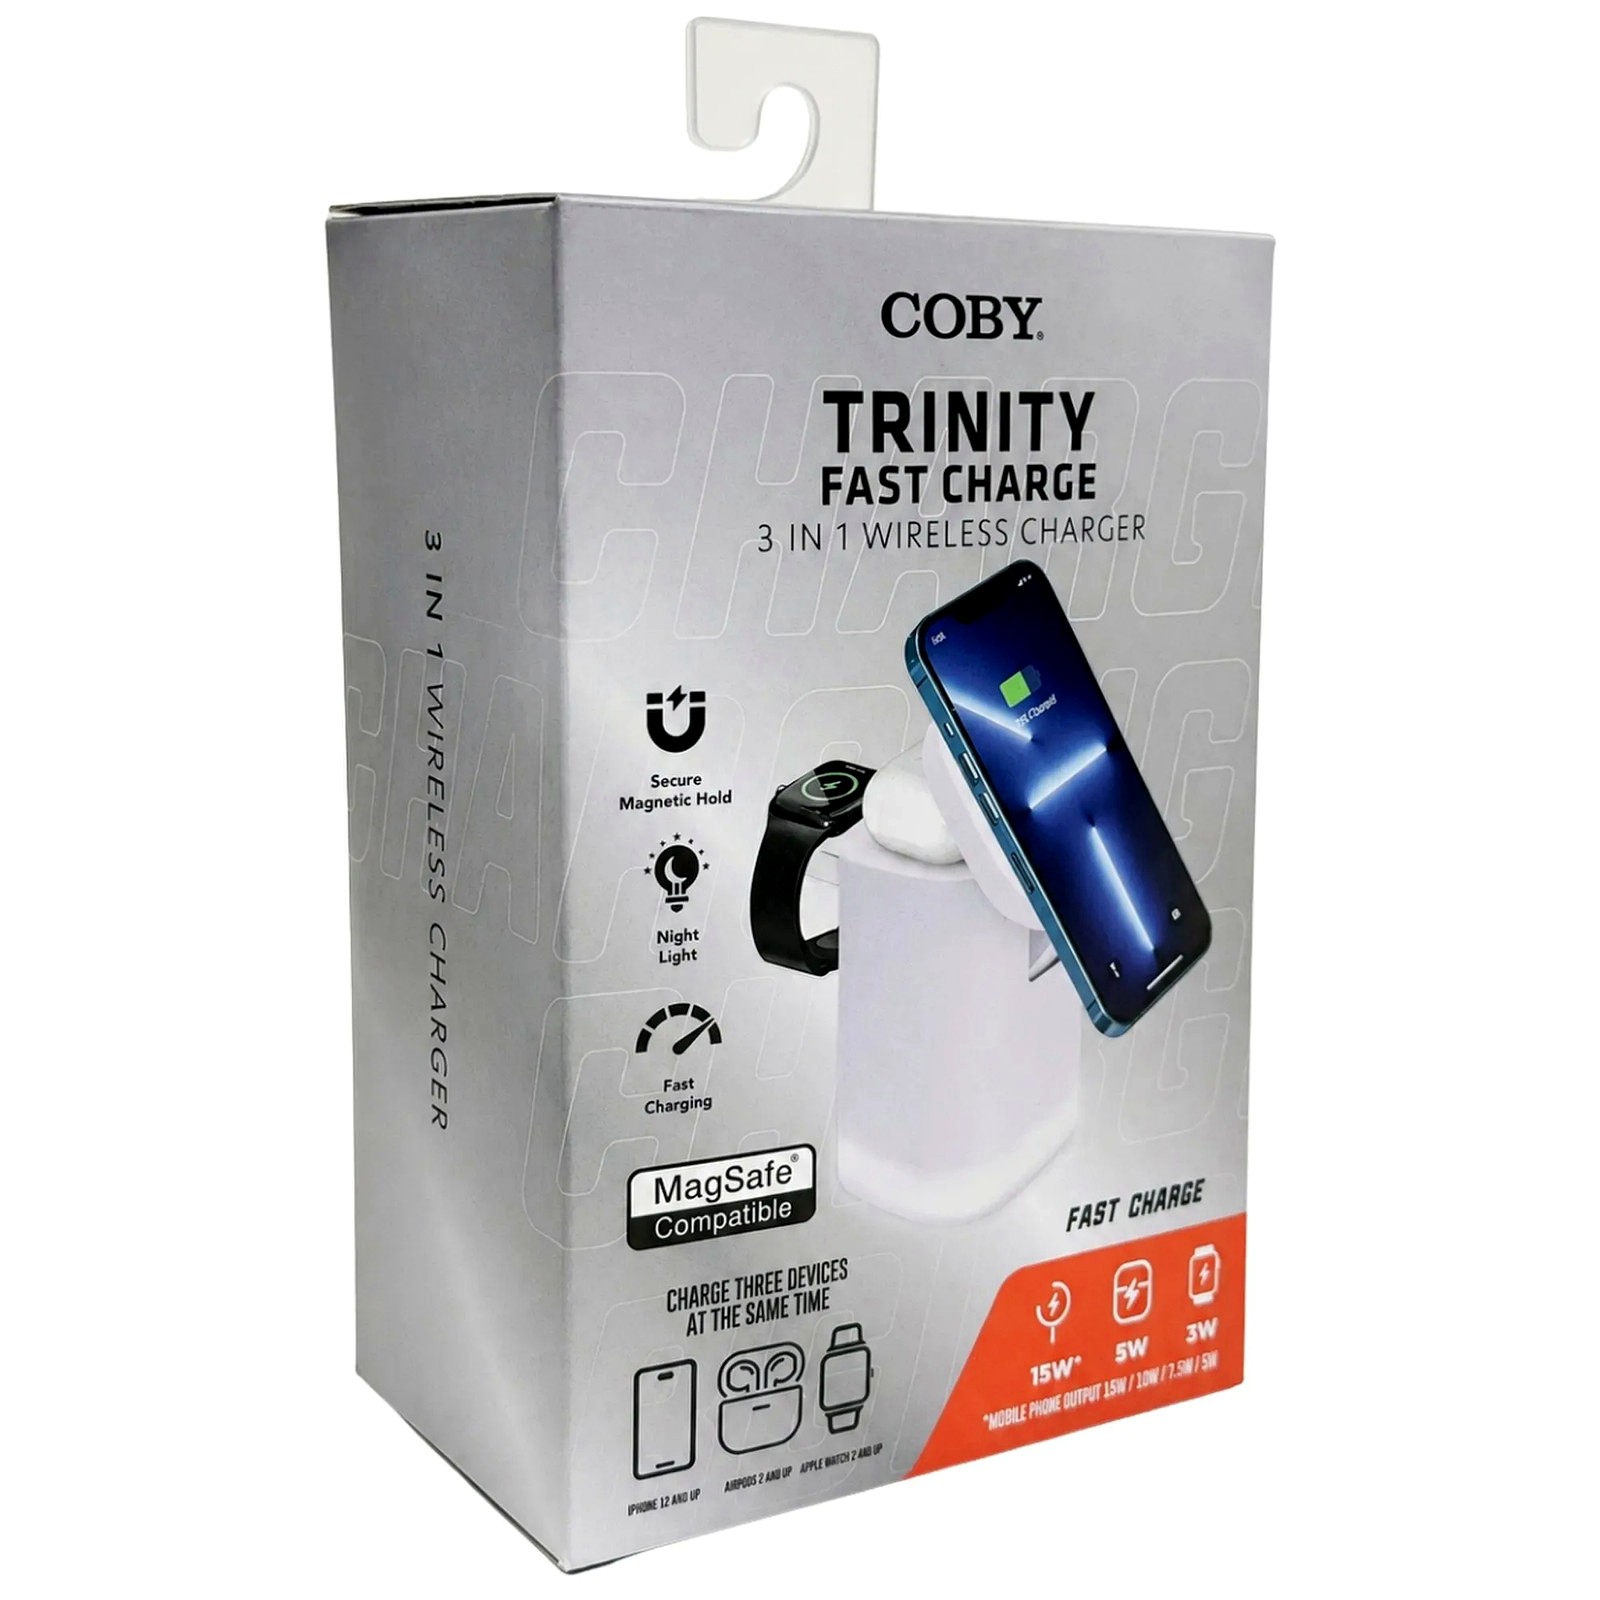 COBY®
TRINITY
FAST CHARGE
3 IN 1 WIRELESS CHARGER
3 IN 1 WIRELESS CHARGER
Secure
Magnetic Hold
Night
Light
Fast
Charging
MagSafe®
Compatible
CHARGE THREE DEVICES
AT THE SAME TIME
IPHONE 12 AND UP
AIRPODS 2 AND UP
APPLE WATCH 2 AND UP
FAST CHARGE
15W*
5W
3W
*MOBILE PHONE OUTPUT 15W / 10W / 7.5W / 5W